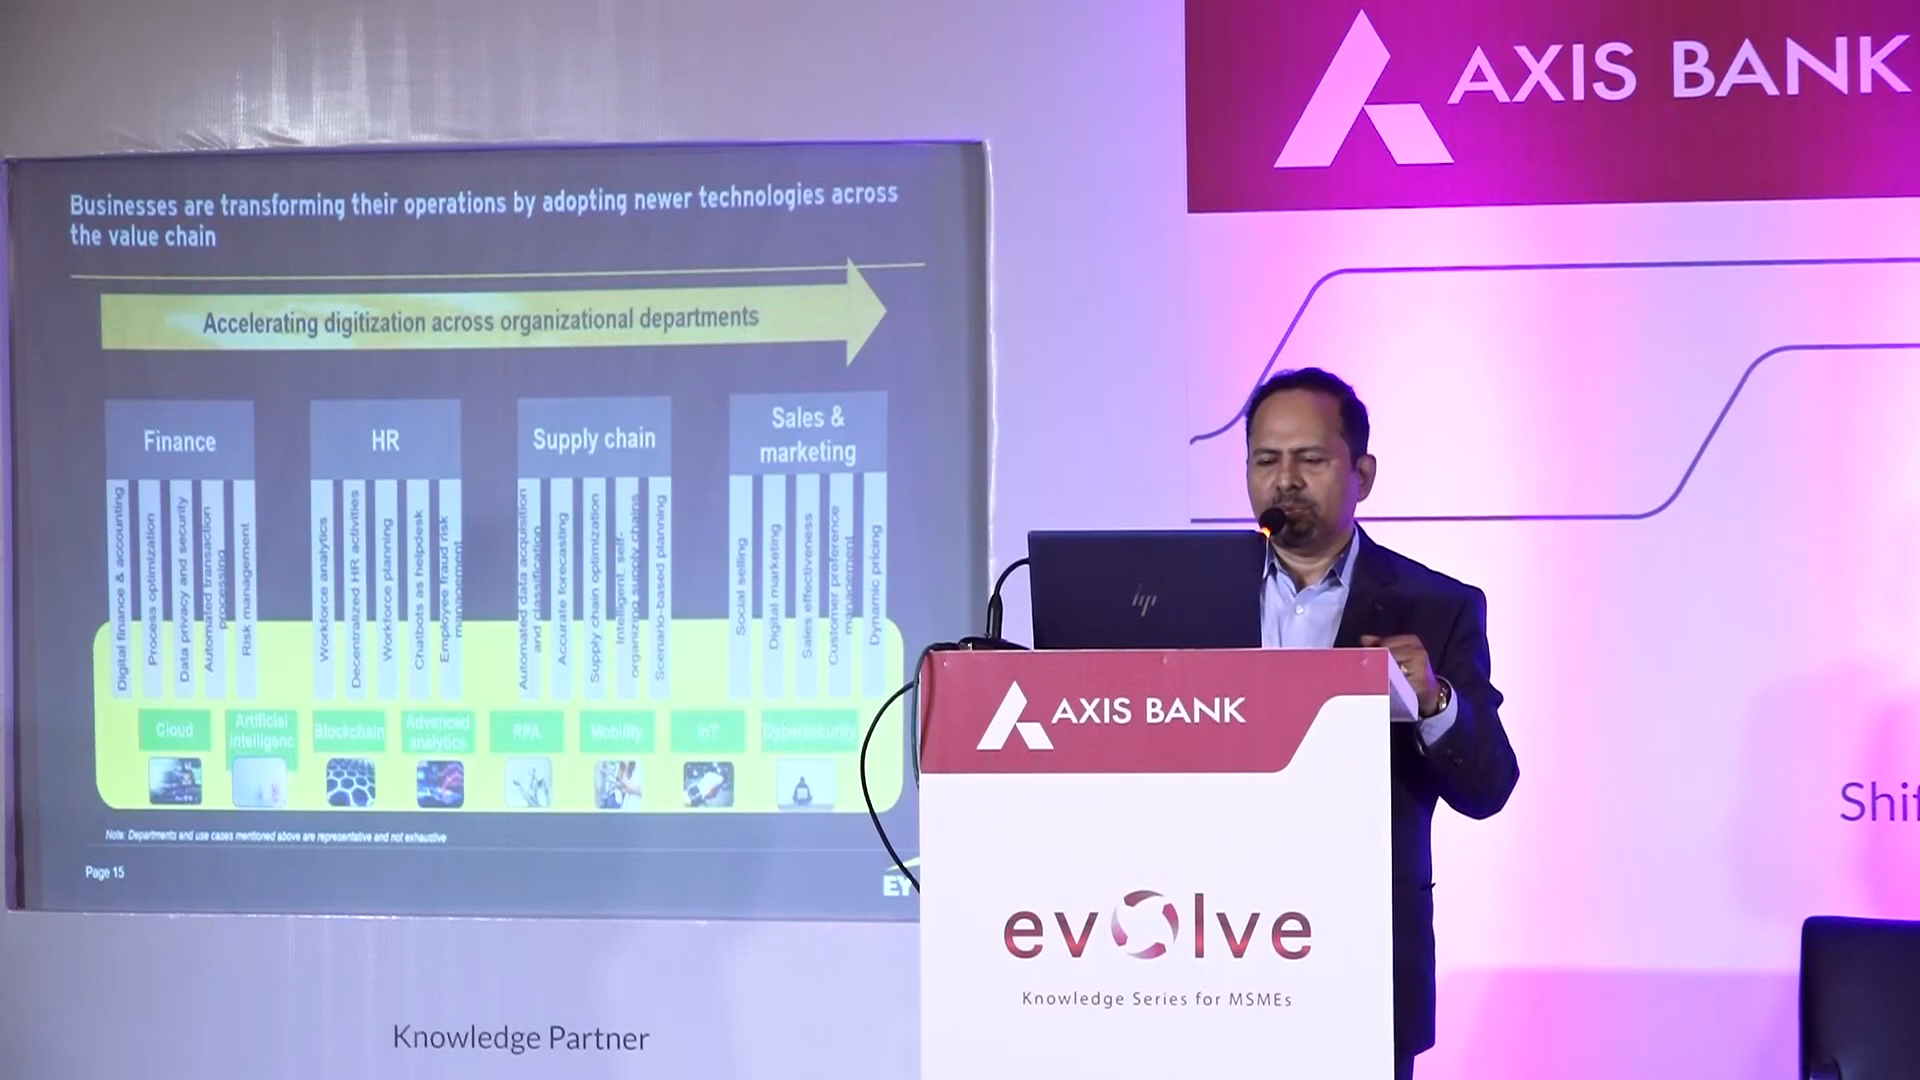 Businesses are transforming their operations by adopting newer technologies across
the value chain
Accelerating digitization across organizational departments
Finance
Digital finance & accounting
Process optimization
Data privacy and security
Automated transaction
processing
Risk management
HR
Workforce analytics
Decentralized HR activities
Workforce planning
Chatbots as helpdesk
Employee fraud risk
management
Supply chain
Automated data acquisition
and classification
Accurate forecasting
Supply chain optimization
Intelligent, self-
organizing supply chains
Scenario-based planning
Sales &
marketing
Social selling
Digital marketing
Sales effectiveness
Customer preference
management
Dynamic pricing
Cloud
Artificial
intelligenc
Blockchain
Advanced
analytics
RPA
Mobility
IoT
Cybersecurity
Note: Departments and use cases mentioned above are representative and not exhaustive
Page 15
EY
Knowledge Partner
AXIS BANK
hp
AXIS BANK
evolve
Knowledge Series for MSMEs
Shif